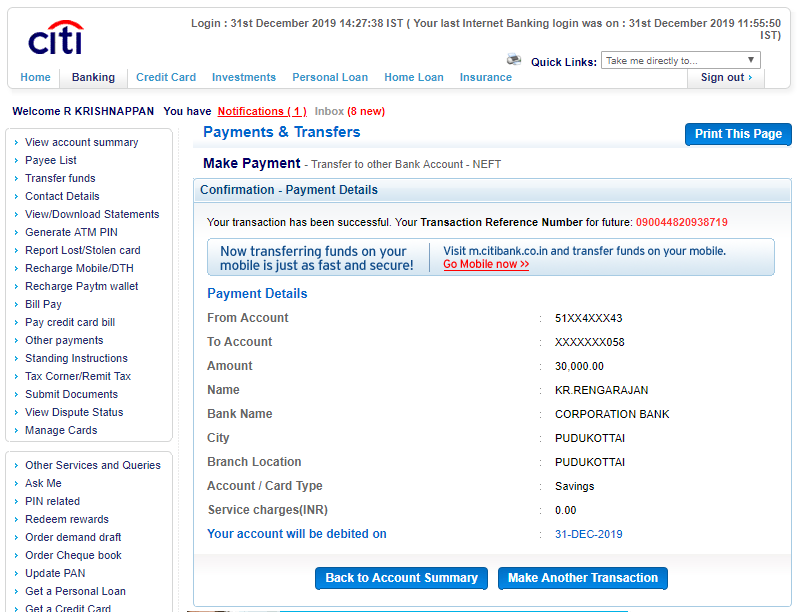 citi
Login : 31st December 2019 14:27:38 IST ( Your last Internet Banking login was on : 31st December 2019 11:55:50
IST)
Quick Links: Take me directly to...
Home Banking Credit Card Investments Personal Loan Home Loan Insurance Sign out ›
Welcome R KRISHNAPPAN You have Notifications ( 1 ) Inbox (8 new)
View account summary
Payee List
Transfer funds
Contact Details
View/Download Statements
Generate ATM PIN
Report Lost/Stolen card
Recharge Mobile/DTH
Recharge Paytm wallet
Bill Pay
Pay credit card bill
Other payments
Standing Instructions
Tax Corner/Remit Tax
Submit Documents
View Dispute Status
Manage Cards
Other Services and Queries
Ask Me
PIN related
Redeem rewards
Order demand draft
Order Cheque book
Update PAN
Get a Personal Loan
Get a Credit Card
Payments & Transfers
Print This Page
Make Payment - Transfer to other Bank Account - NEFT
Confirmation - Payment Details
Your transaction has been successful. Your Transaction Reference Number for future: 090044820938719
Now transferring funds on your
mobile is just as fast and secure!
Visit m.citibank.co.in and transfer funds on your mobile.
Go Mobile now >>
Payment Details
From Account : 51XX4XXX43
To Account : XXXXXXX058
Amount : 30,000.00
Name : KR.RENGARAJAN
Bank Name : CORPORATION BANK
City : PUDUKOTTAI
Branch Location : PUDUKOTTAI
Account / Card Type : Savings
Service charges(INR) : 0.00
Your account will be debited on : 31-DEC-2019
Back to Account Summary Make Another Transaction